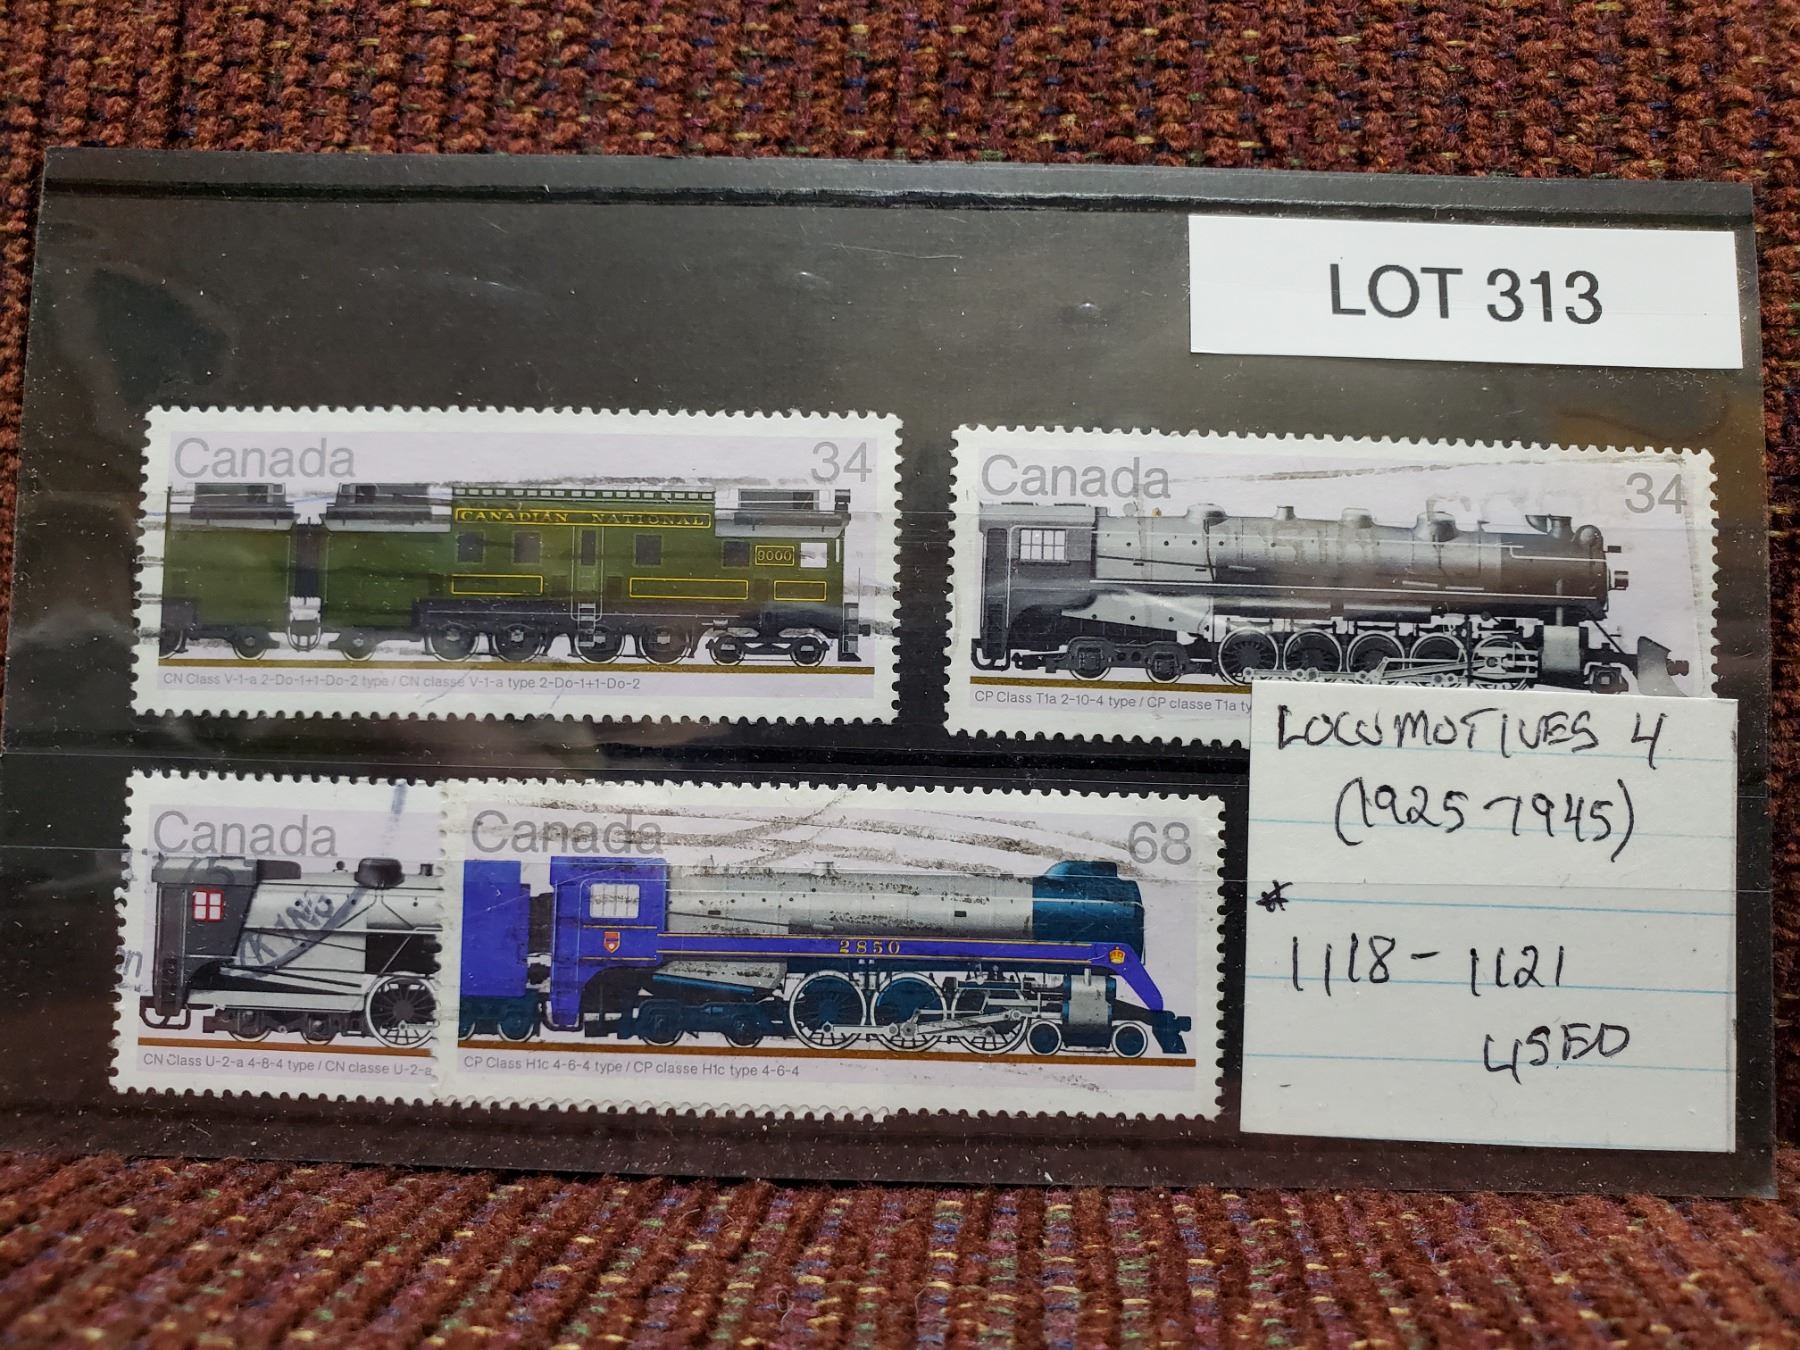 LOT 313
Canada 34
CANADIAN NATIONAL
9000
CN Class V-1-a 2-Do-1+1-Do-2 type / CN classe V-1-a type 2-Do-1+1-Do-2
Canada 34
CP Class T1a 2-10-4 type / CP classe T1a ty
LOCOMOTIVES 4
(1925-1945)
*
1118-1121
USED
Canada
CN Class U-2-a 4-8-4 type / CN classe U-2-a
Canada 68
2850
CP Class H1c 4-6-4 type / CP classe H1c type 4-6-4